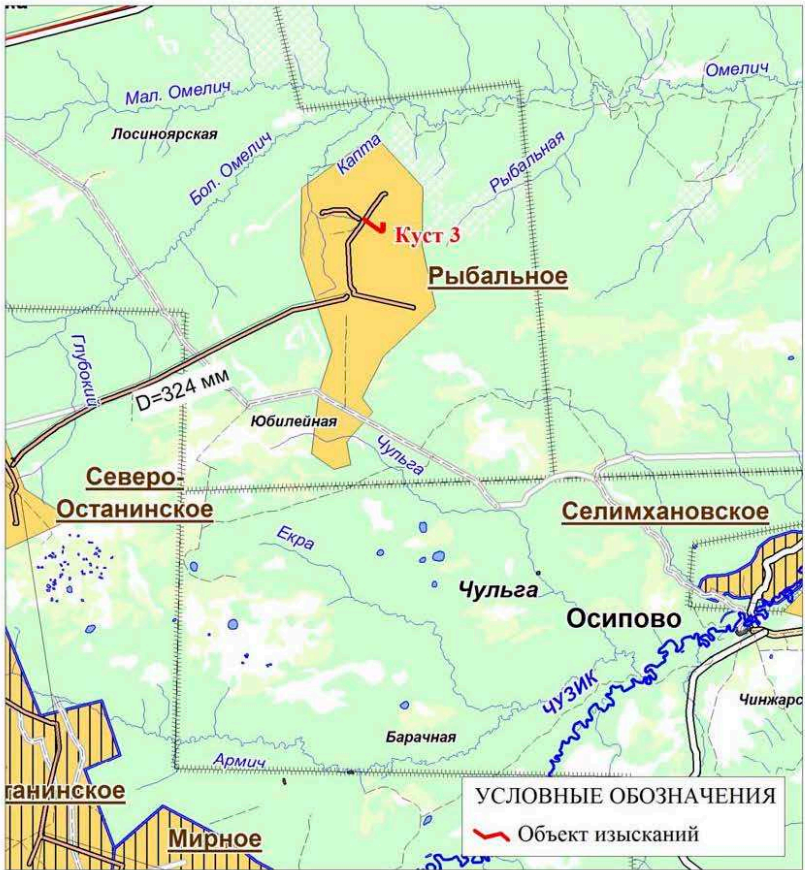 ка
Мал. Омелич
Омелич
Лосиноярская
Бол. Омелич
Капта
Рыбальная
Куст 3
Рыбальное
Глубокий
D=324 мм
Юбилейная
Чульга
Северо-
Останинское
Селимхановское
Екра
Чульга
Осипово
ЧУЗИК
Чинжарс
Барачная
Армич
танинское
Мирное
УСЛОВНЫЕ ОБОЗНАЧЕНИЯ
Объект изысканий